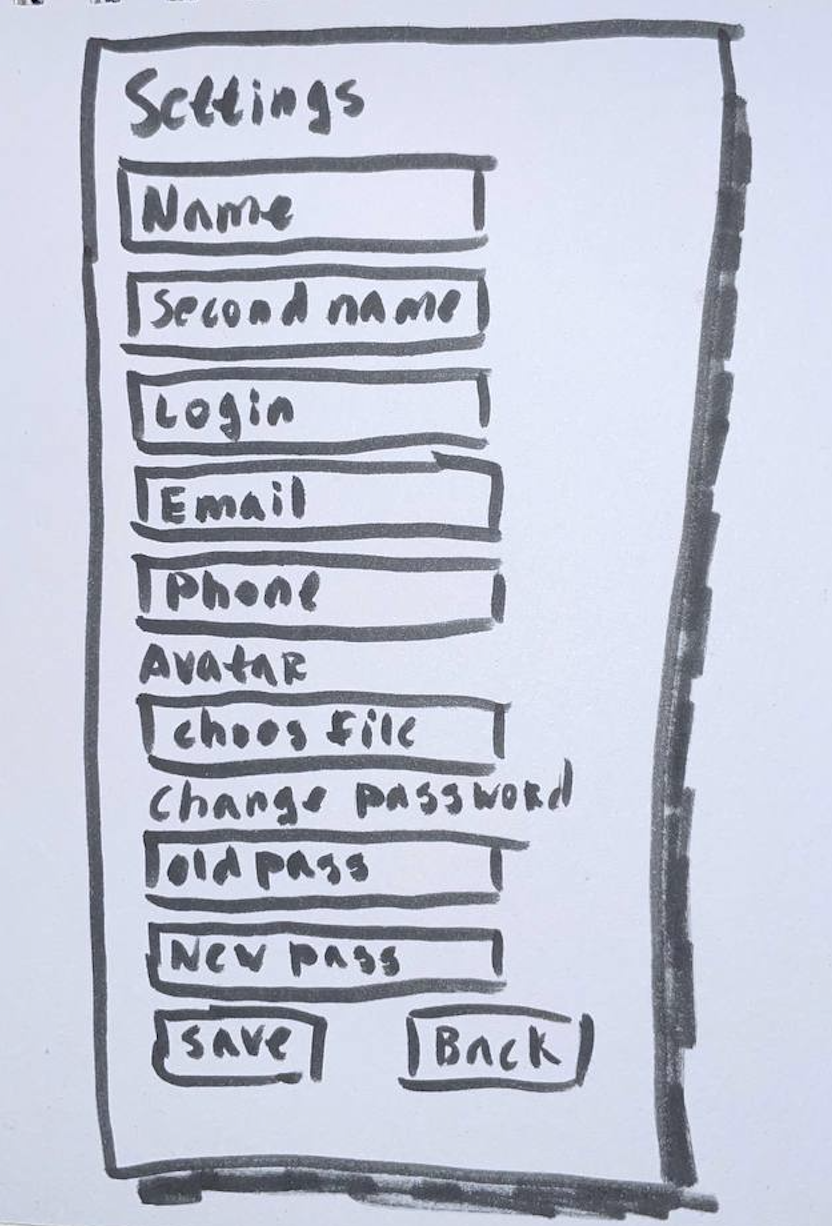 Settings
Name
Second name
Login
Email
Phone
Avatar
choos file
change password
old pass
New pass
save
Back